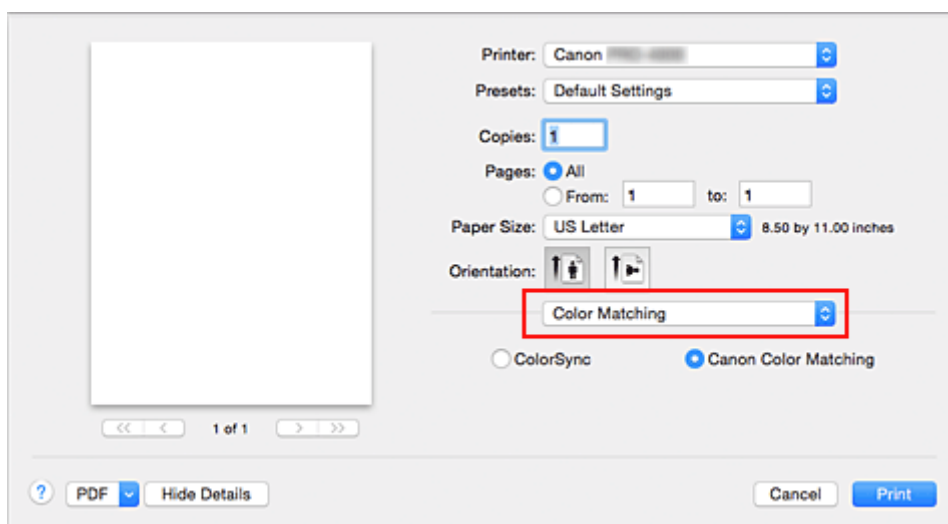 Printer: Canon
Presets: Default Settings
Copies: 1
Pages: All
From: 1 to: 1
Paper Size: US Letter 8.50 by 11.00 inches
Orientation:
Color Matching
ColorSync Canon Color Matching
1 of 1
? PDF Hide Details Cancel Print